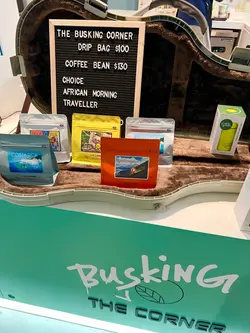 THE BUSKING CORNER
DRIP BAG $100
COFFEE BEAN $130
CHOICE
AFRICAN MORNING
TRAVELLER
BUSKING
THE CORNER